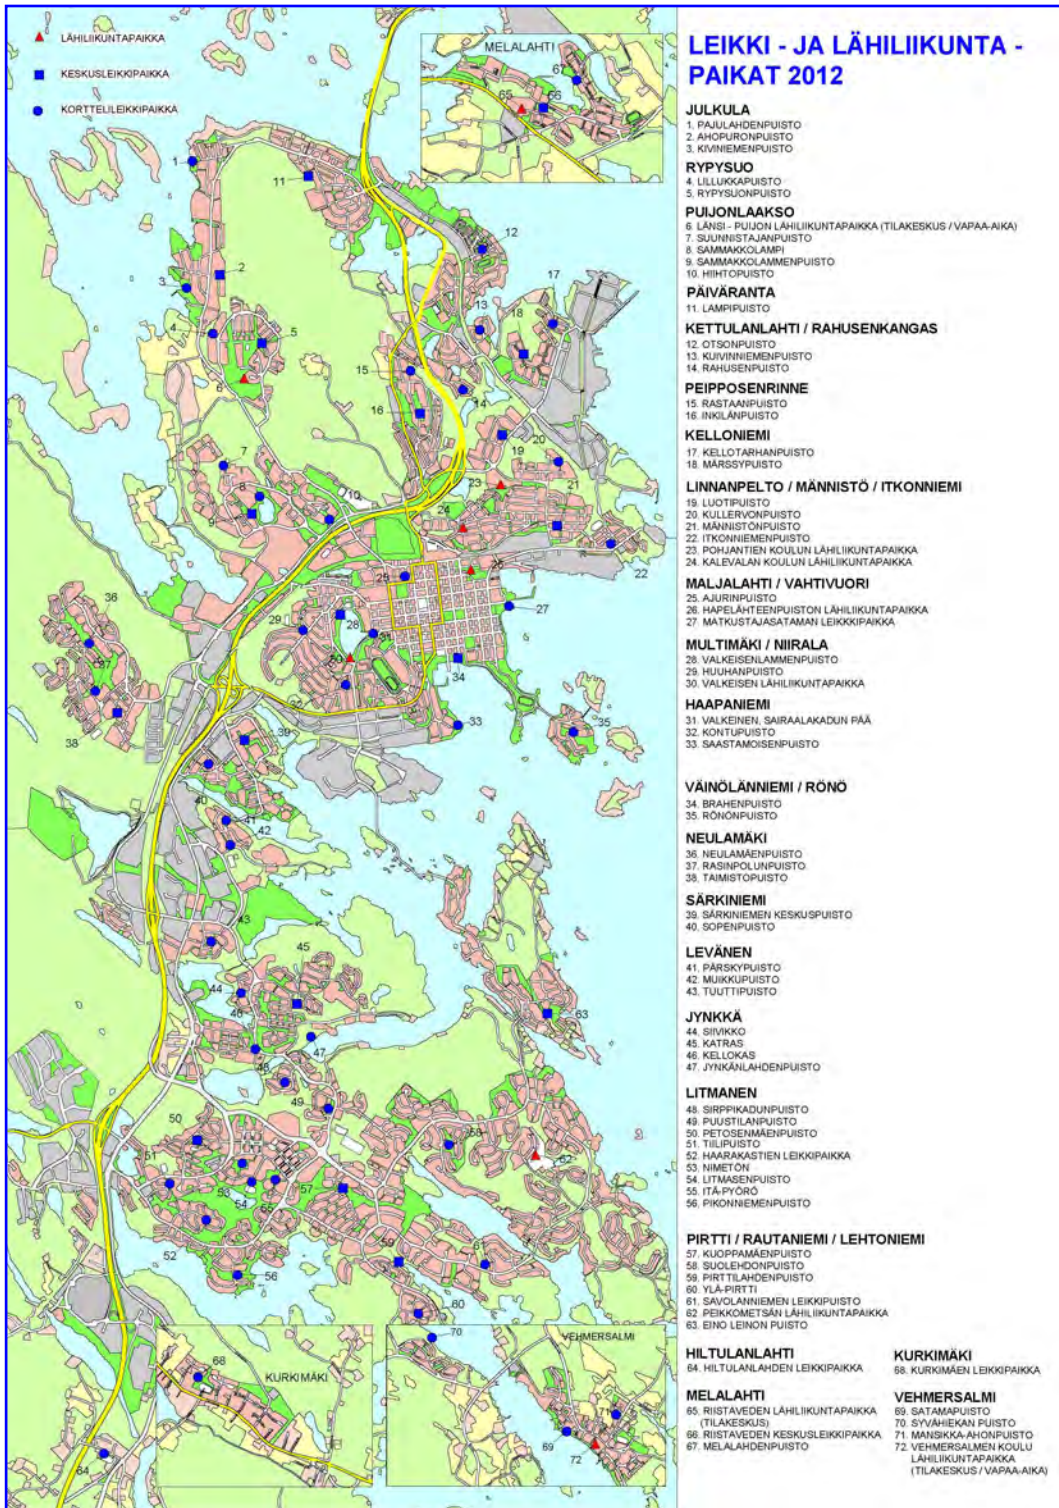 LÄHILIIKUNTAPAIKKA
KESKUSLEIKKIPAIKKA
KORTTELILEIKKIPAIKKA
MELALAHTI
KURKIMÄKI
VEHMERSALMI
LEIKKI - JA LÄHILIIKUNTA -
PAIKAT 2012
JULKULA
1. PAJULAHDENPUISTO
2. AHOPURONPUISTO
3. KIVINIEMENPUISTO
RYPYSUO
4. LILLUKKAPUISTO
5. RYPYSUONPUISTO
PUIJONLAAKSO
6. LÄNSI - PUIJON LÄHILIIKUNTAPAIKKA (TILAKESKUS / VAPAA-AIKA)
7. SUUNNISTAJANPUISTO
8. SAMMAKKOLAMPI
9. SAMMAKKOLAMMENPUISTO
10. HIIHTOPUISTO
PÄIVÄRANTA
11. LAMPIPUISTO
KETTULANLAHTI / RAHUSENKANGAS
12. OTSONPUISTO
13. KUIVINNIEMENPUISTO
14. RAHUSENPUISTO
PEIPPOSENRINNE
15. RASTAANPUISTO
16. INKILÄNPUISTO
KELLONIEMI
17. KELLOTARHANPUISTO
18. MÄRSSYPUISTO
LINNANPELTO / MÄNNISTÖ / ITKONNIEMI
19. LUOTIPUISTO
20. KULLERVONPUISTO
21. MÄNNISTÖNPUISTO
22. ITKONNIEMENPUISTO
23. POHJANTIEN KOULUN LÄHILIIKUNTAPAIKKA
24. KALEVALAN KOULUN LÄHILIIKUNTAPAIKKA
MALJALAHTI / VAHTIVUORI
25. AJURINPUISTO
26. HAPELÄHTEENPUISTON LÄHILIIKUNTAPAIKKA
27. MATKUSTAJASATAMAN LEIKKKIPAIKKA
MULTIMÄKI / NIIRALA
28. VALKEISENLAMMENPUISTO
29. HUUHANPUISTO
30. VALKEISEN LÄHILIIKUNTAPAIKKA
HAAPANIEMI
31. VALKEINEN, SAIRAALAKADUN PÄÄ
32. KONTUPUISTO
33. SAASTAMOISENPUISTO
VÄINÖLÄNNIEMI / RÖNÖ
34. BRAHENPUISTO
35. RÖNÖNPUISTO
NEULAMÄKI
36. NEULAMÄENPUISTO
37. RASINPOLUNPUISTO
38. TAIMISTOPUISTO
SÄRKINIEMI
39. SÄRKINIEMEN KESKUSPUISTO
40. SOPENPUISTO
LEVÄNEN
41. PÄRSKYPUISTO
42. MUIKKUPUISTO
43. TUUTTIPUISTO
JYNKKÄ
44. SIIVIKKO
45. KATRAS
46. KELLOKAS
47. JYNKÄNLAHDENPUISTO
LITMANEN
48. SIRPPIKADUNPUISTO
49. PUUSTILANPUISTO
50. PETOSENMÄENPUISTO
51. TIILIPUISTO
52. HAARAKASTIEN LEIKKIPAIKKA
53. NIMETÖN
54. LITMASENPUISTO
55. ITÄ-PYÖRÖ
56. PIKONNIEMENPUISTO
PIRTTI / RAUTANIEMI / LEHTONIEMI
57. KUOPPAMÄENPUISTO
58. SUOLEHDONPUISTO
59. PIRTTILAHDENPUISTO
60. YLÄ-PIRTTI
61. SAVOLANNIEMEN LEIKKIPUISTO
62. PEIKKOMETSÄN LÄHILIIKUNTAPAIKKA
63. EINO LEINON PUISTO
HILTULANLAHTI
64. HILTULANLAHDEN LEIKKIPAIKKA
MELALAHTI
65. RIISTAVEDEN LÄHILIIKUNTAPAIKKA
(TILAKESKUS)
66. RIISTAVEDEN KESKUSLEIKKIPAIKKA
67. MELALAHDENPUISTO
KURKIMÄKI
68. KURKIMÄEN LEIKKIPAIKKA
VEHMERSALMI
69. SATAMAPUISTO
70. SYVÄHIEKAN PUISTO
71. MANSIKKA-AHONPUISTO
72. VEHMERSALMEN KOULU
LÄHILIIKUNTAPAIKKA
(TILAKESKUS / VAPAA-AIKA)